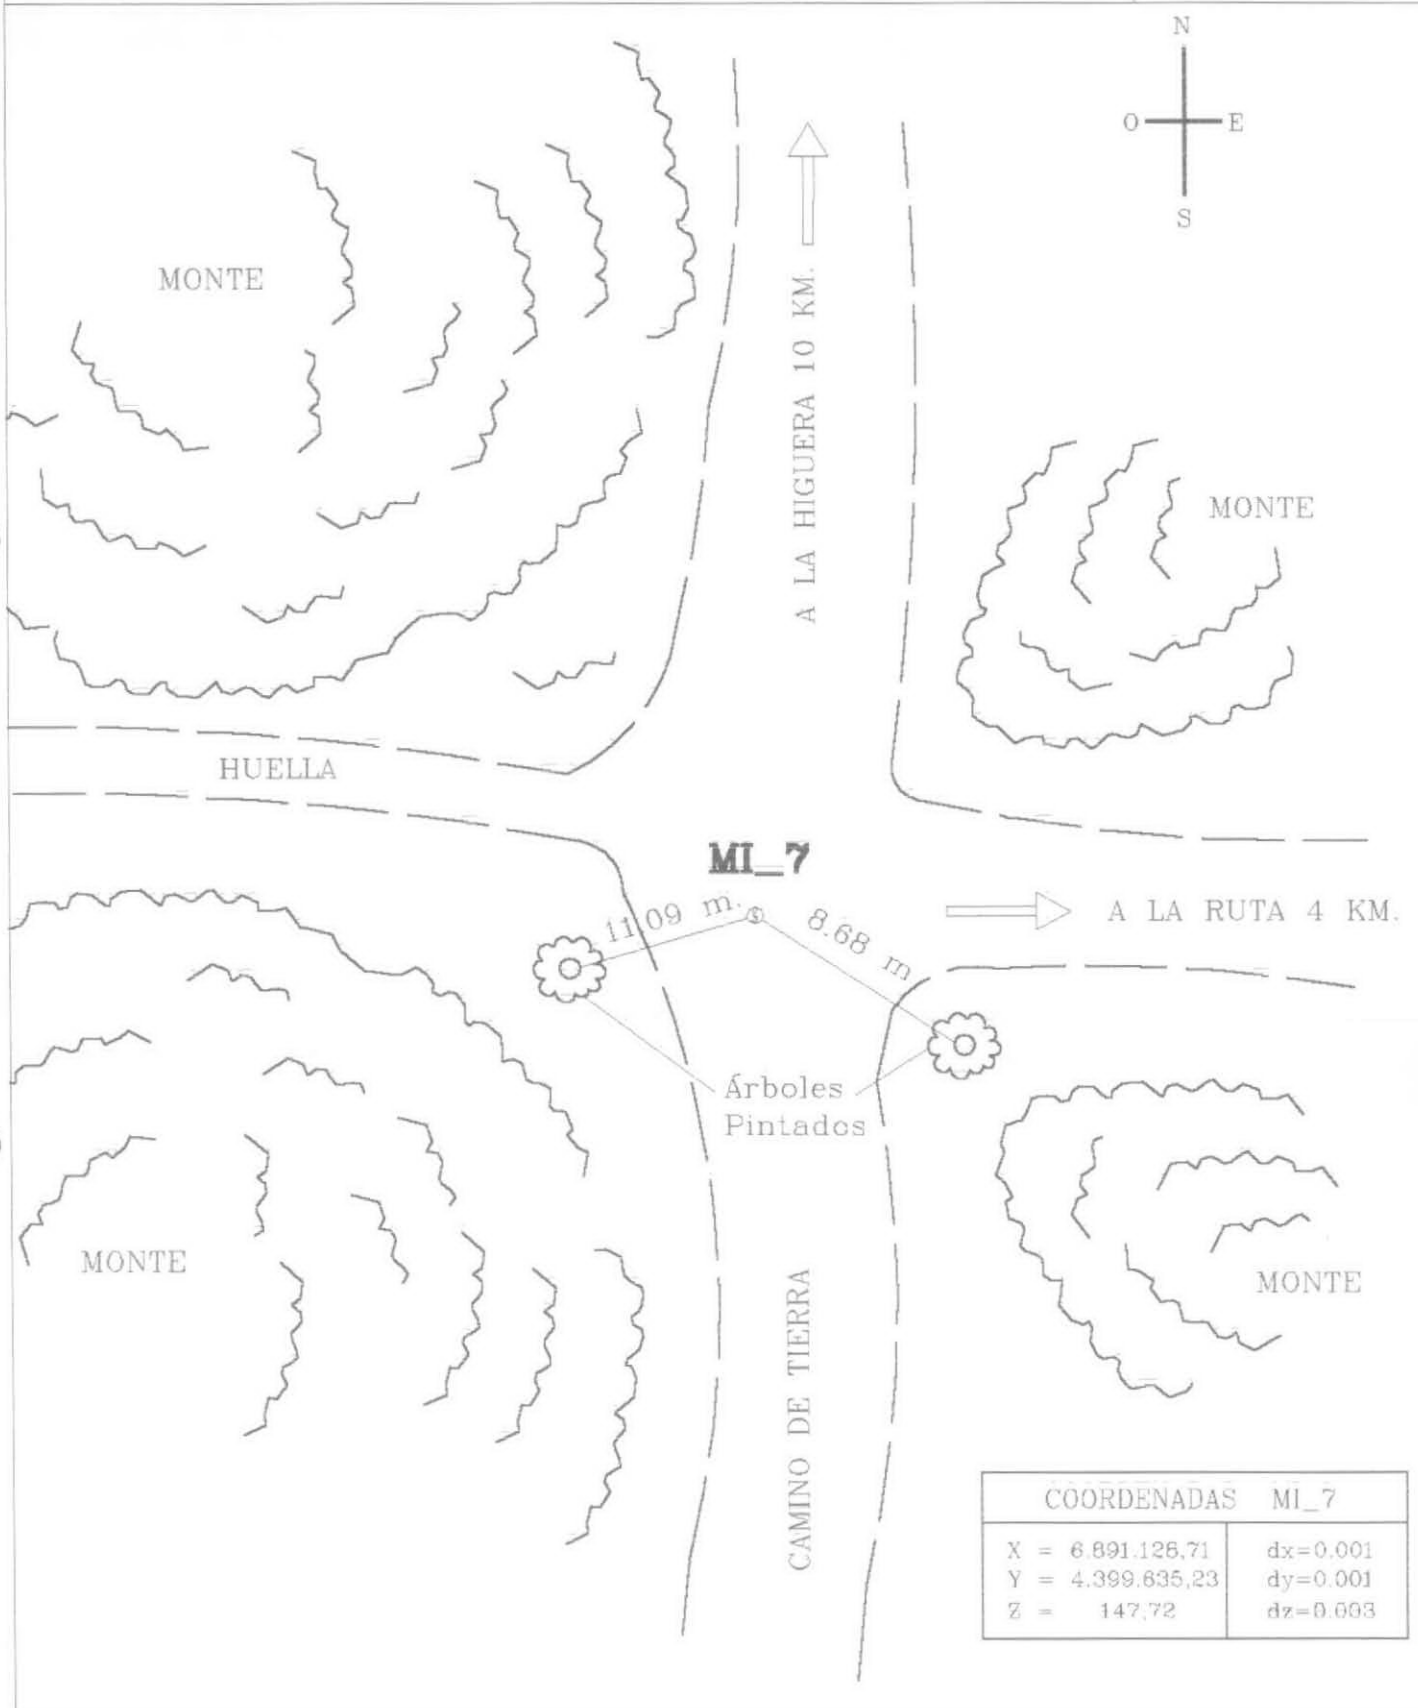 N
O E
S
MONTE
A LA HIGUERA 10 KM.
MONTE
HUELLA
MI_7
11.09 m.
8.68 m
A LA RUTA 4 KM.
Árboles
Pintados
MONTE
MONTE
CAMINO DE TIERRA
COORDENADAS MI_7
X = 6.891.126,71 dx=0.001
Y = 4.399.635,23 dy=0.001
Z = 147,72 dz=0.003